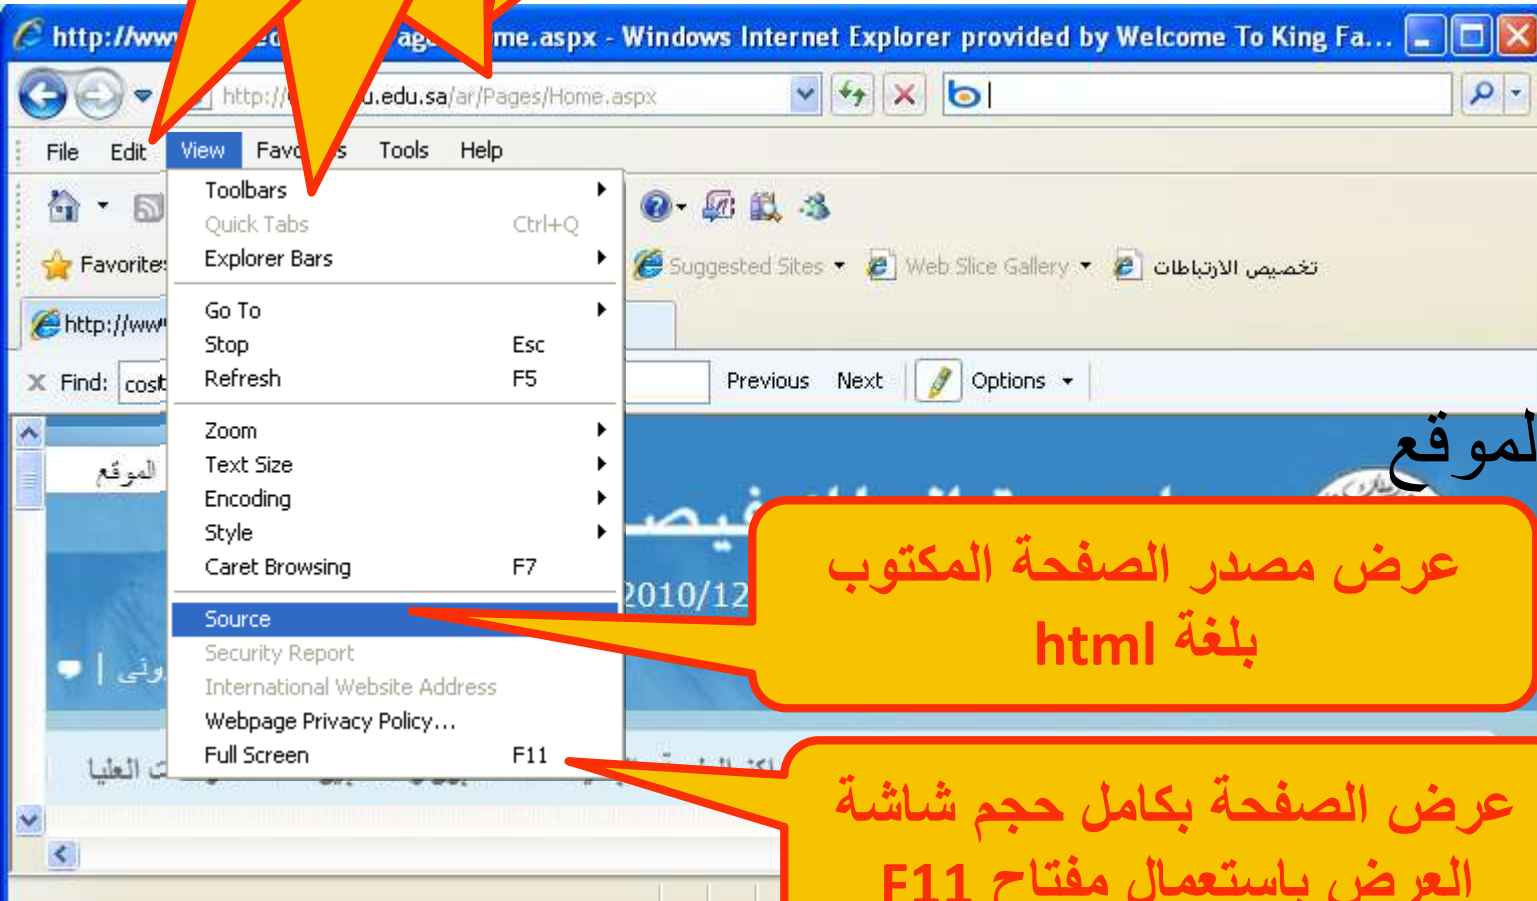 me.aspx - Windows Internet Explorer provided by Welcome To King Fa...
.edu.sa/ar/Pages/Home.aspx
File Edit View Tools Help
Toolbars
Quick Tabs Ctrl+Q
Explorer Bars
Go To
Stop Esc
Refresh F5
Zoom
Text Size
Encoding
Style
Caret Browsing F7
Source
Security Report
International Website Address
Webpage Privacy Policy...
Full Screen F11
Favorites
Suggested Sites Web Slice Gallery تخصيص الارتباطات
http://www
Find: cost Previous Next Options
الموقع
لموقع
2010/12
عرض مصدر الصفحة المكتوب
بلغة html
العليا
عرض الصفحة بكامل حجم شاشة
العرض باستعمال مفتاح F11